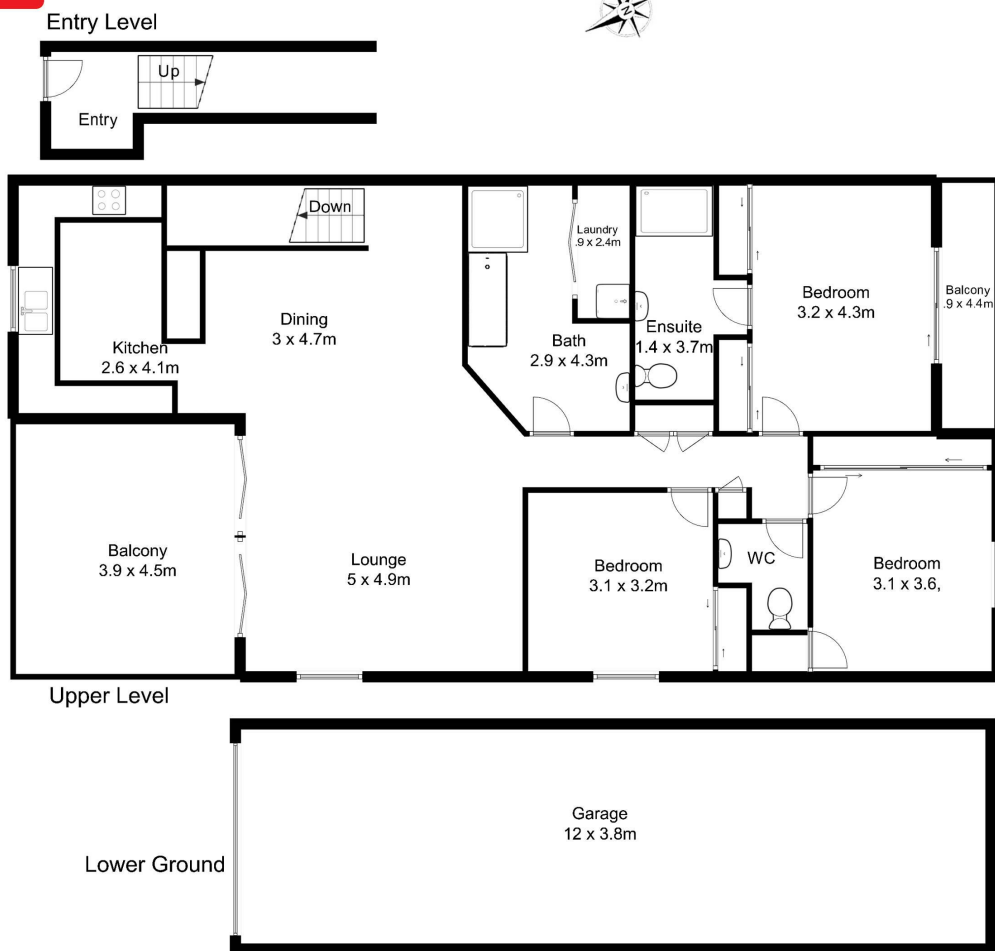 Entry Level
N
Up
Entry
Down
Laundry
.9 x 2.4m
Kitchen
2.6 x 4.1m
Dining
3 x 4.7m
Bath
2.9 x 4.3m
Ensuite
1.4 x 3.7m
Bedroom
3.2 x 4.3m
Balcony
.9 x 4.4m
Balcony
3.9 x 4.5m
Lounge
5 x 4.9m
Bedroom
3.1 x 3.2m
WC
Bedroom
3.1 x 3.6,
Upper Level
Garage
12 x 3.8m
Lower Ground